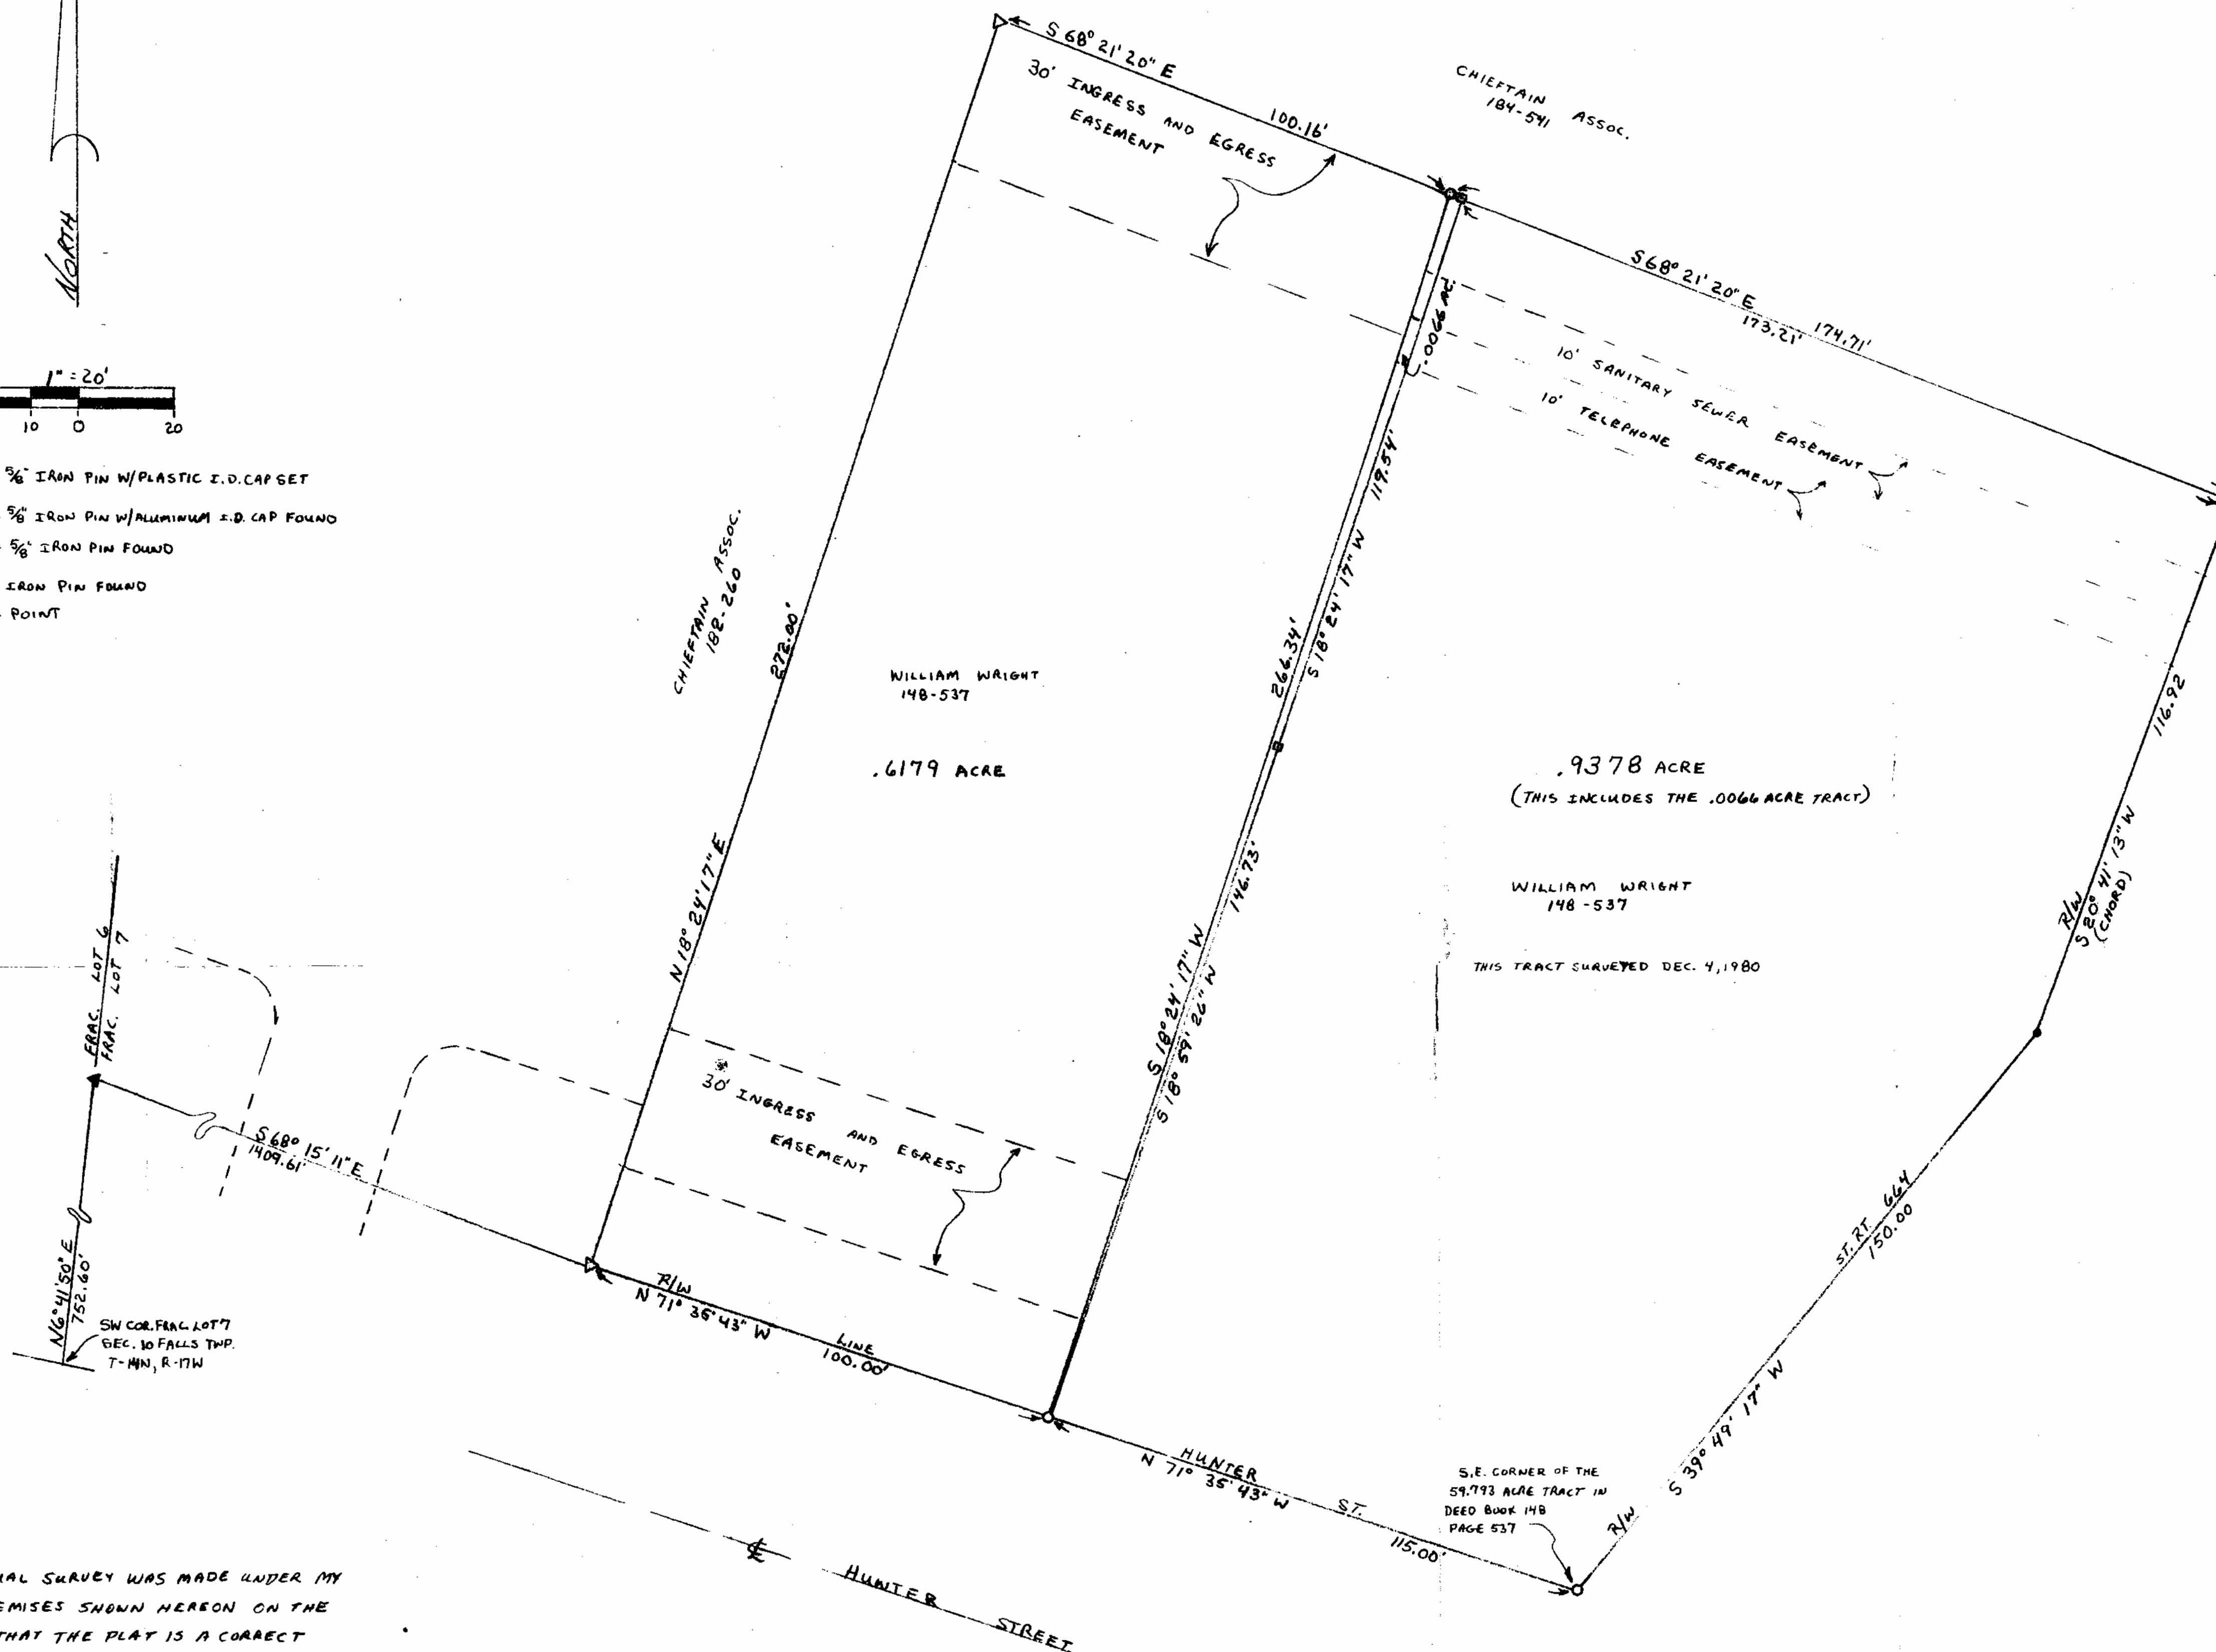 NORTH
1" = 20'
10 0 20
5/8" IRON PIN W/PLASTIC I.D. CAP SET
5/8" IRON PIN W/ALUMINUM I.D. CAP FOUND
5/8" IRON PIN FOUND
IRON PIN FOUND
POINT
S 68° 21' 20" E
100.16'
30' INGRESS AND EGRESS
EASEMENT
CHIEFTAIN ASSOC.
184-541
S 68° 21' 20" E
173.21' 174.71'
.0066 AC.
10' SANITARY SEWER EASEMENT
10' TELEPHONE EASEMENT
CHIEFTAIN ASSOC.
182-260
272.00'
N 18° 24' 17" E
WILLIAM WRIGHT
148-537
.6179 ACRE
266.34'
S 18° 24' 17" W 119.54'
146.73'
S 18° 24' 17" W
S 18° 59' 26" W
.9378 ACRE
(THIS INCLUDES THE .0066 ACRE TRACT)
WILLIAM WRIGHT
148-537
THIS TRACT SURVEYED DEC. 4, 1980
116.92
R/W
S 20° 41' 13" W
(CHORD)
FRAC. LOT 6
FRAC. LOT 7
S 68° 15' 11" E
1409.61'
N 6° 41' 50" E
752.60'
SW COR. FRAC. LOT 7
SEC. 10 FALLS TWP.
T-14N, R-17W
30' INGRESS AND EGRESS
EASEMENT
R/W LINE
N 71° 35' 43" W
100.00'
HUNTER ST.
N 71° 35' 43" W
115.00'
ST. RT. 664
150.00
S 39° 49' 17" W
R/W
S.E. CORNER OF THE
59.793 ACRE TRACT IN
DEED BOOK 148
PAGE 537
℄ HUNTER STREET
SURVEY WAS MADE UNDER MY
SHOWN HEREON ON THE
THAT THE PLAT IS A CORRECT